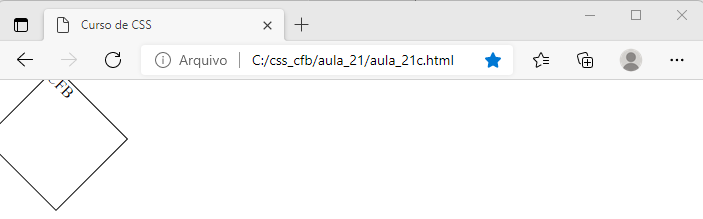 Curso de CSS
Arquivo C:/css_cfb/aula_21/aula_21c.html
CFB